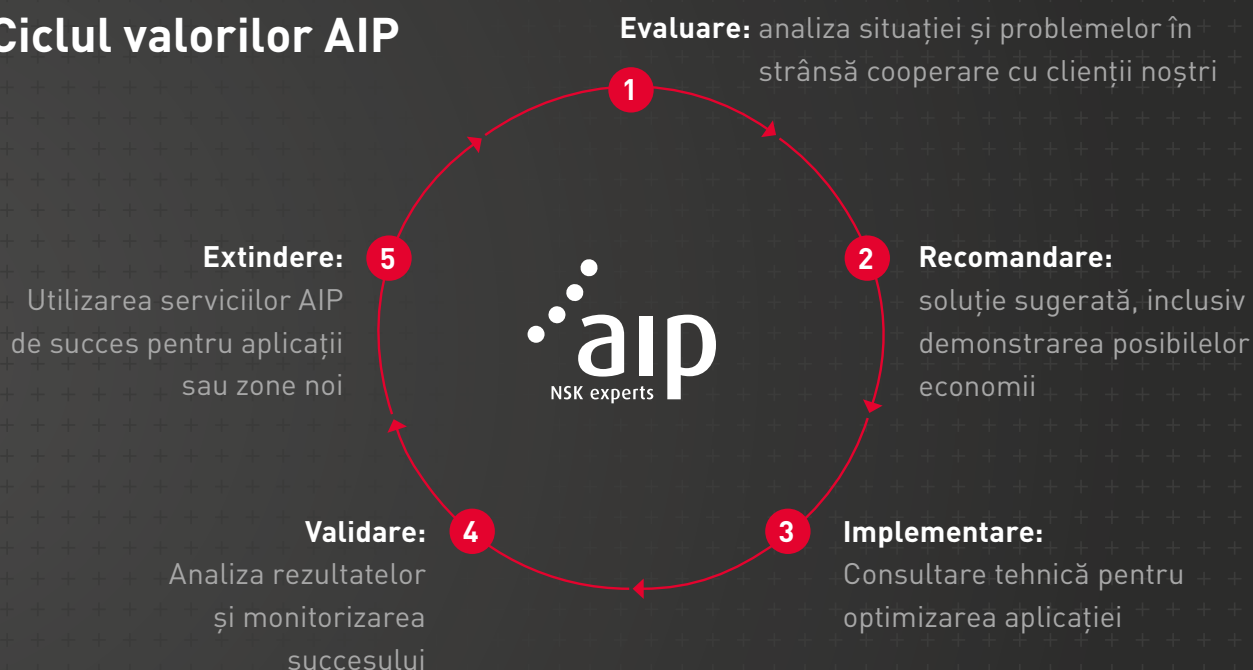 Ciclul valorilor AIP
Evaluare: analiza situației și problemelor în
strânsă cooperare cu clienții noștri
1
2
Recomandare:
soluție sugerată, inclusiv
demonstrarea posibilelor
economii
3
Implementare:
Consultare tehnică pentru
optimizarea aplicației
4
Validare:
Analiza rezultatelor
și monitorizarea
succesului
5
Extindere:
Utilizarea serviciilor AIP
de succes pentru aplicații
sau zone noi
aip
NSK experts